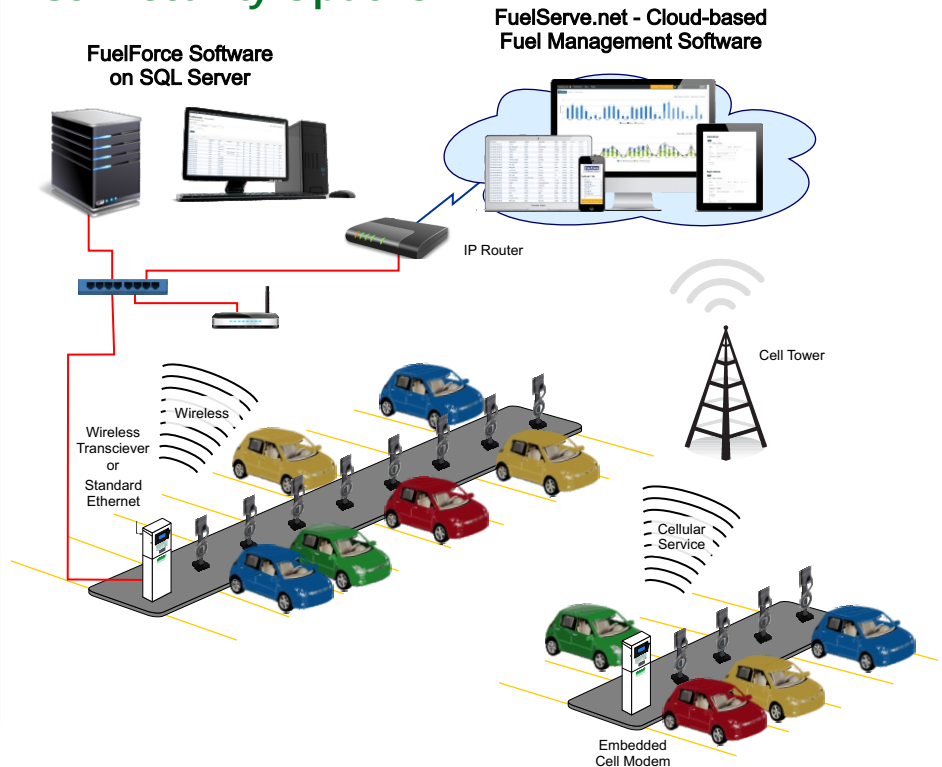 FuelServe.net - Cloud-based
Fuel Management Software
FuelForce Software
on SQL Server
IP Router
Cell Tower
Wireless
Wireless
Transciever
or
Standard
Ethernet
Cellular
Service
Embedded
Cell Modem